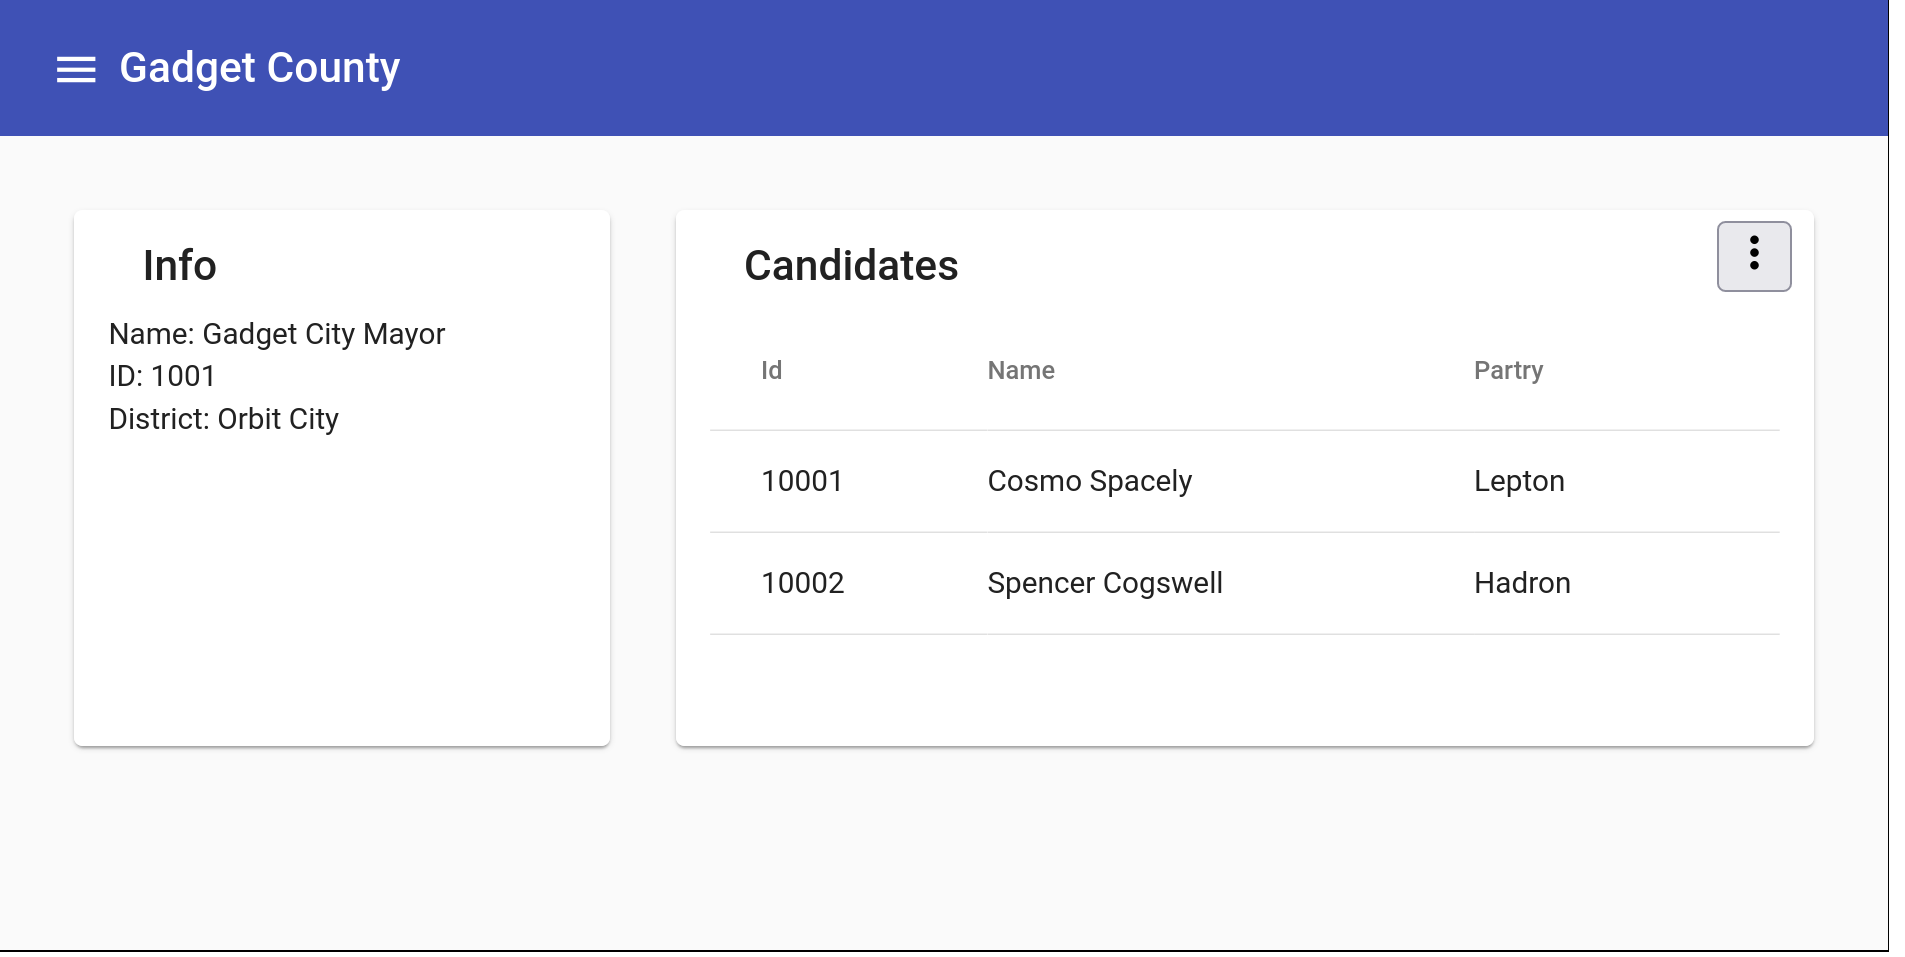 Gadget County
Info
Name: Gadget City Mayor
ID: 1001
District: Orbit City
Candidates
Id Name Partry
10001 Cosmo Spacely Lepton
10002 Spencer Cogswell Hadron